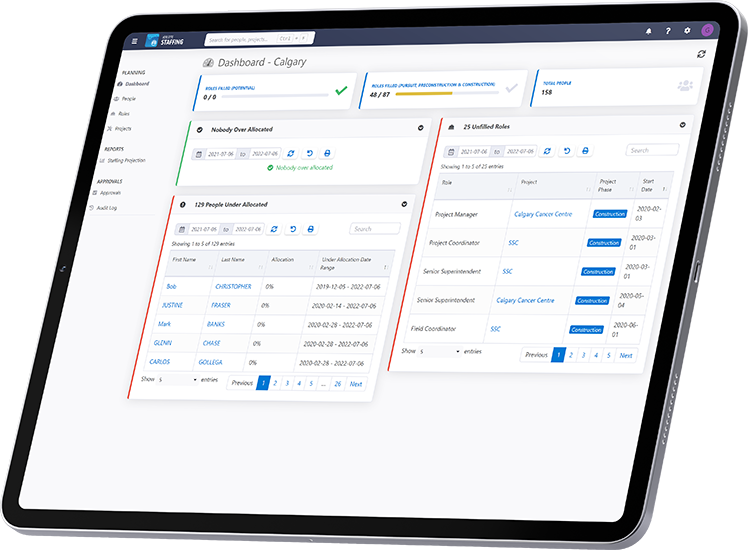 STAFFING
Search for people, projects... Ctrl + K
Dashboard - Calgary
PLANNING
Dashboard
People
Roles
Projects
REPORTS
Staffing Projection
APPROVALS
Approvals
Audit Log
ROLES FILLED (POTENTIAL)
0 / 0
ROLES FILLED (PURSUIT, PRECONSTRUCTION & CONSTRUCTION)
48 / 87
TOTAL PEOPLE
158
Nobody Over Allocated
2021-07-06 to 2022-07-06
Nobody over allocated
129 People Under Allocated
2021-07-06 to 2022-07-06
Search
Showing 1 to 5 of 129 entries
First Name Last Name Allocation Under Allocation Date Range
Bob CHRISTOPHER 0% 2019-12-05 - 2022-07-06
JUSTINE FRASER 0% 2020-02-14 - 2022-07-06
Mark BANKS 0% 2020-02-28 - 2022-07-06
GLENN CHASE 0% 2020-02-28 - 2022-07-06
CARLOS GOLLEGA 0% 2020-02-28 - 2022-07-06
Show 5 entries
Previous 1 2 3 4 5 ... 26 Next
25 Unfilled Roles
2021-07-06 to 2022-07-06
Search
Showing 1 to 5 of 25 entries
Role Project Project Phase Start Date
Project Manager Calgary Cancer Centre Construction 2020-02-03
Project Coordinator SSC Construction 2020-03-01
Senior Superintendent SSC Construction 2020-03-01
Senior Superintendent Calgary Cancer Centre Construction 2020-05-04
Field Coordinator SSC Construction 2020-06-01
Show 5 entries
Previous 1 2 3 4 5 Next